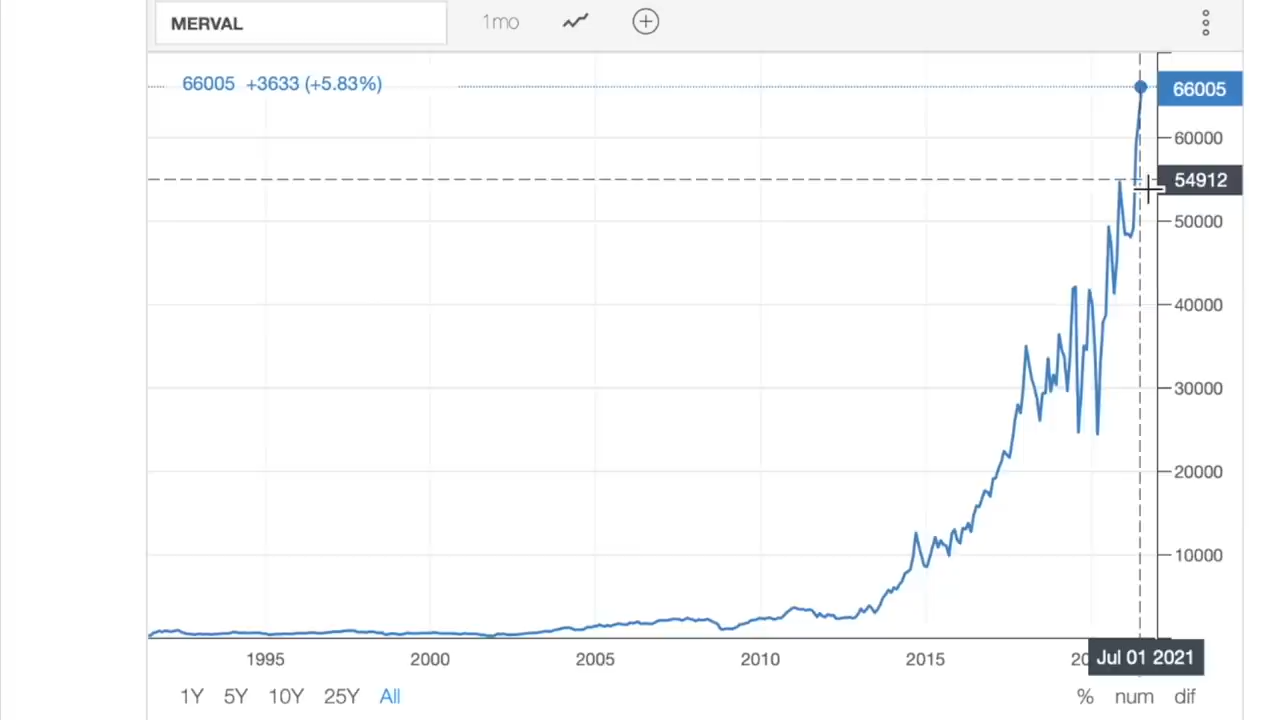 MERVAL 1mo
66005 +3633 (+5.83%)
66005
60000
54912
50000
40000
30000
20000
10000
1995 2000 2005 2010 2015 20 Jul 01 2021
1Y 5Y 10Y 25Y All % num dif